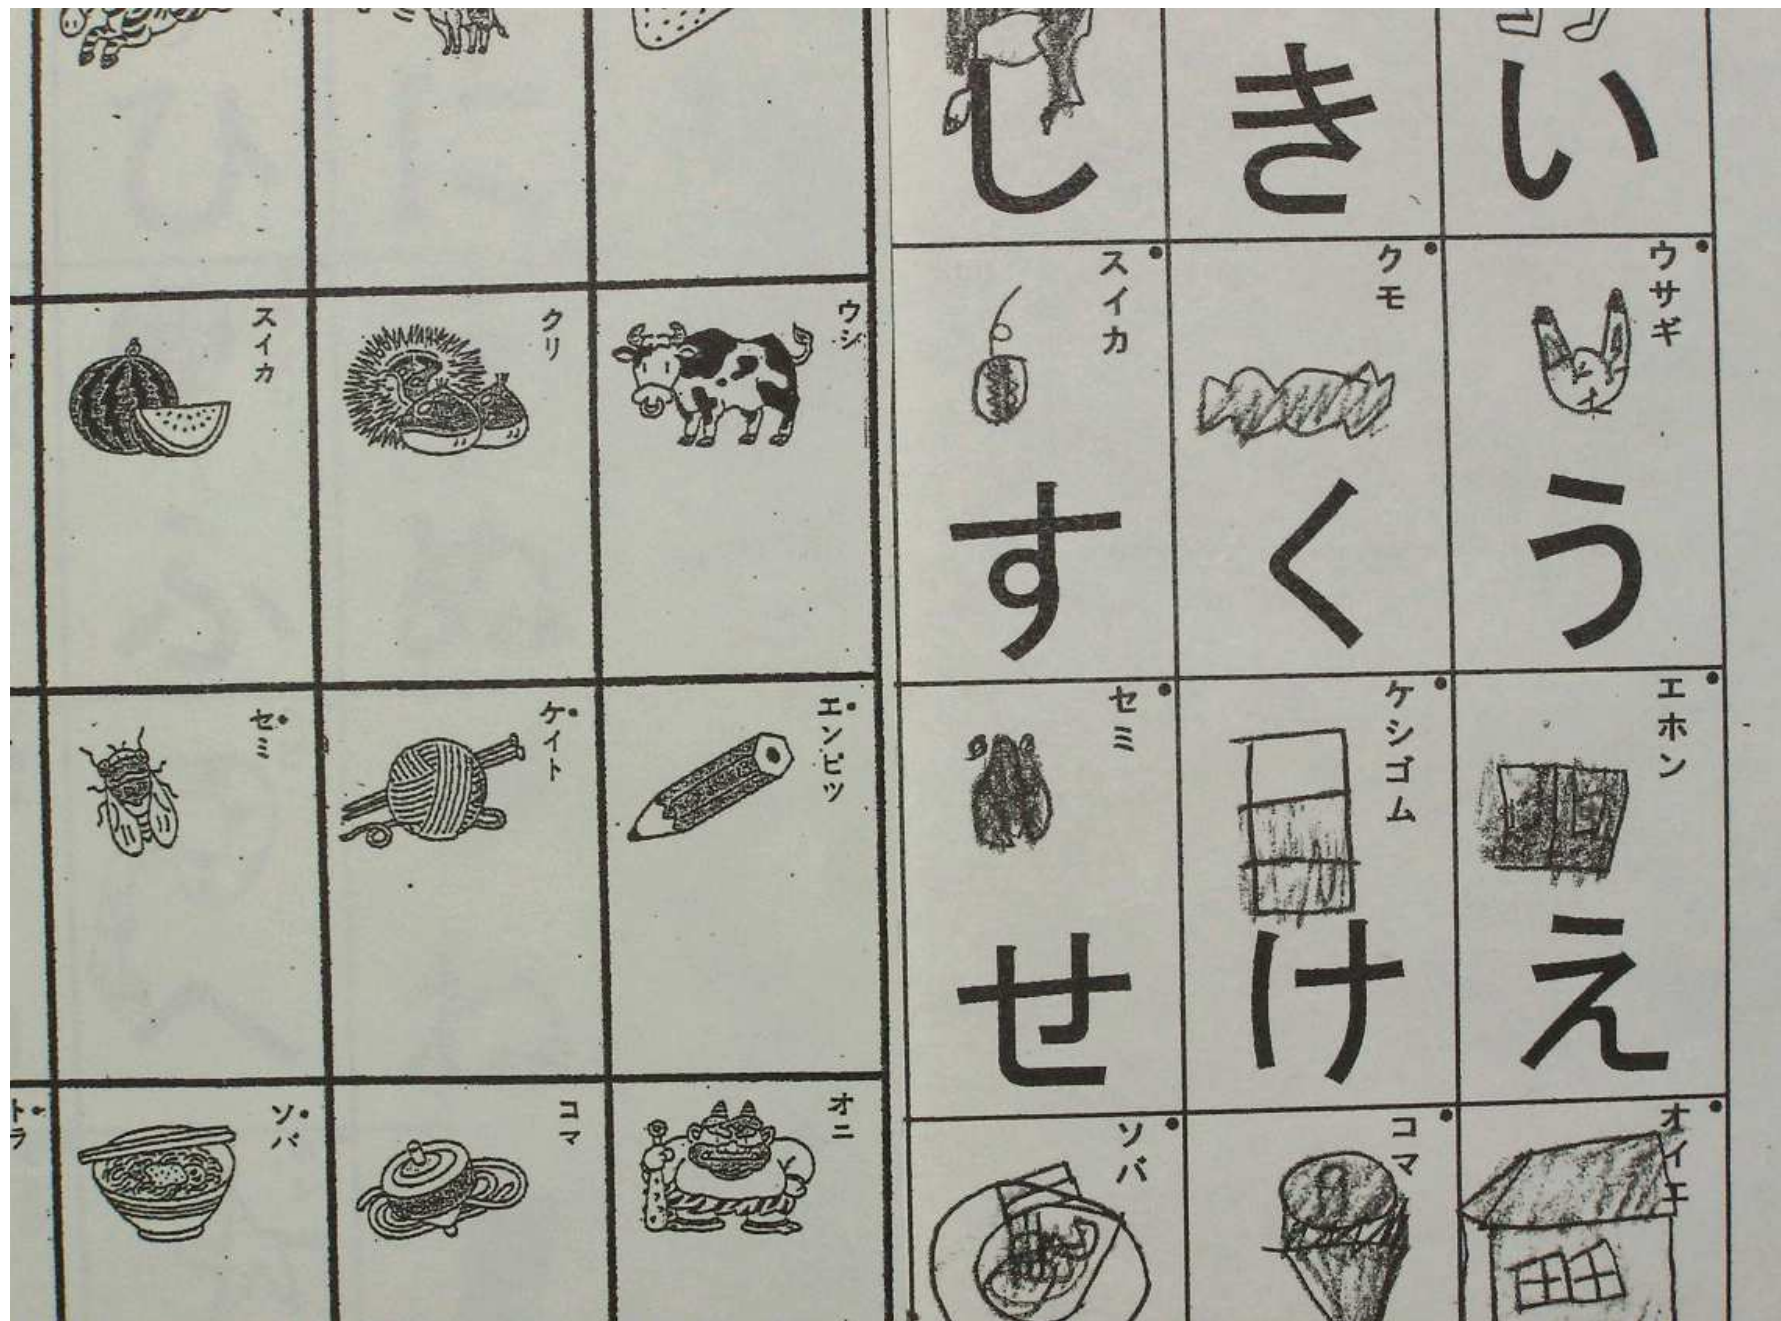 し
き
い
スイカ
クモ
ウサギ
す
く
う
セミ
ケシゴム
エホン
せ
け
え
ソバ
コマ
オイエ
スイカ
クリ
ウシ
セミ
ケイト
エンピツ
トラ
ソバ
コマ
オニ